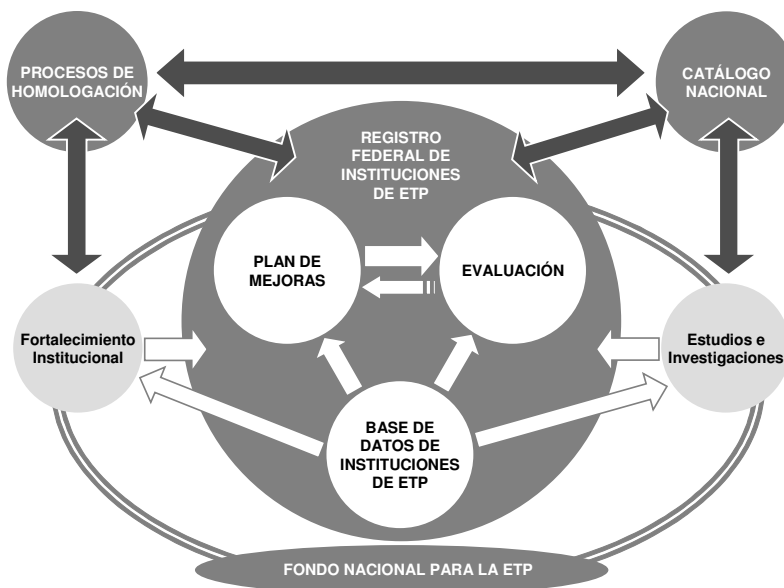 PROCESOS DE
HOMOLOGACIÓN
CATÁLOGO
NACIONAL
REGISTRO
FEDERAL DE
INSTITUCIONES
DE ETP
PLAN DE
MEJORAS
EVALUACIÓN
Fortalecimiento
Institucional
Estudios e
Investigaciones
BASE DE
DATOS DE
INSTITUCIONES
DE ETP
FONDO NACIONAL PARA LA ETP